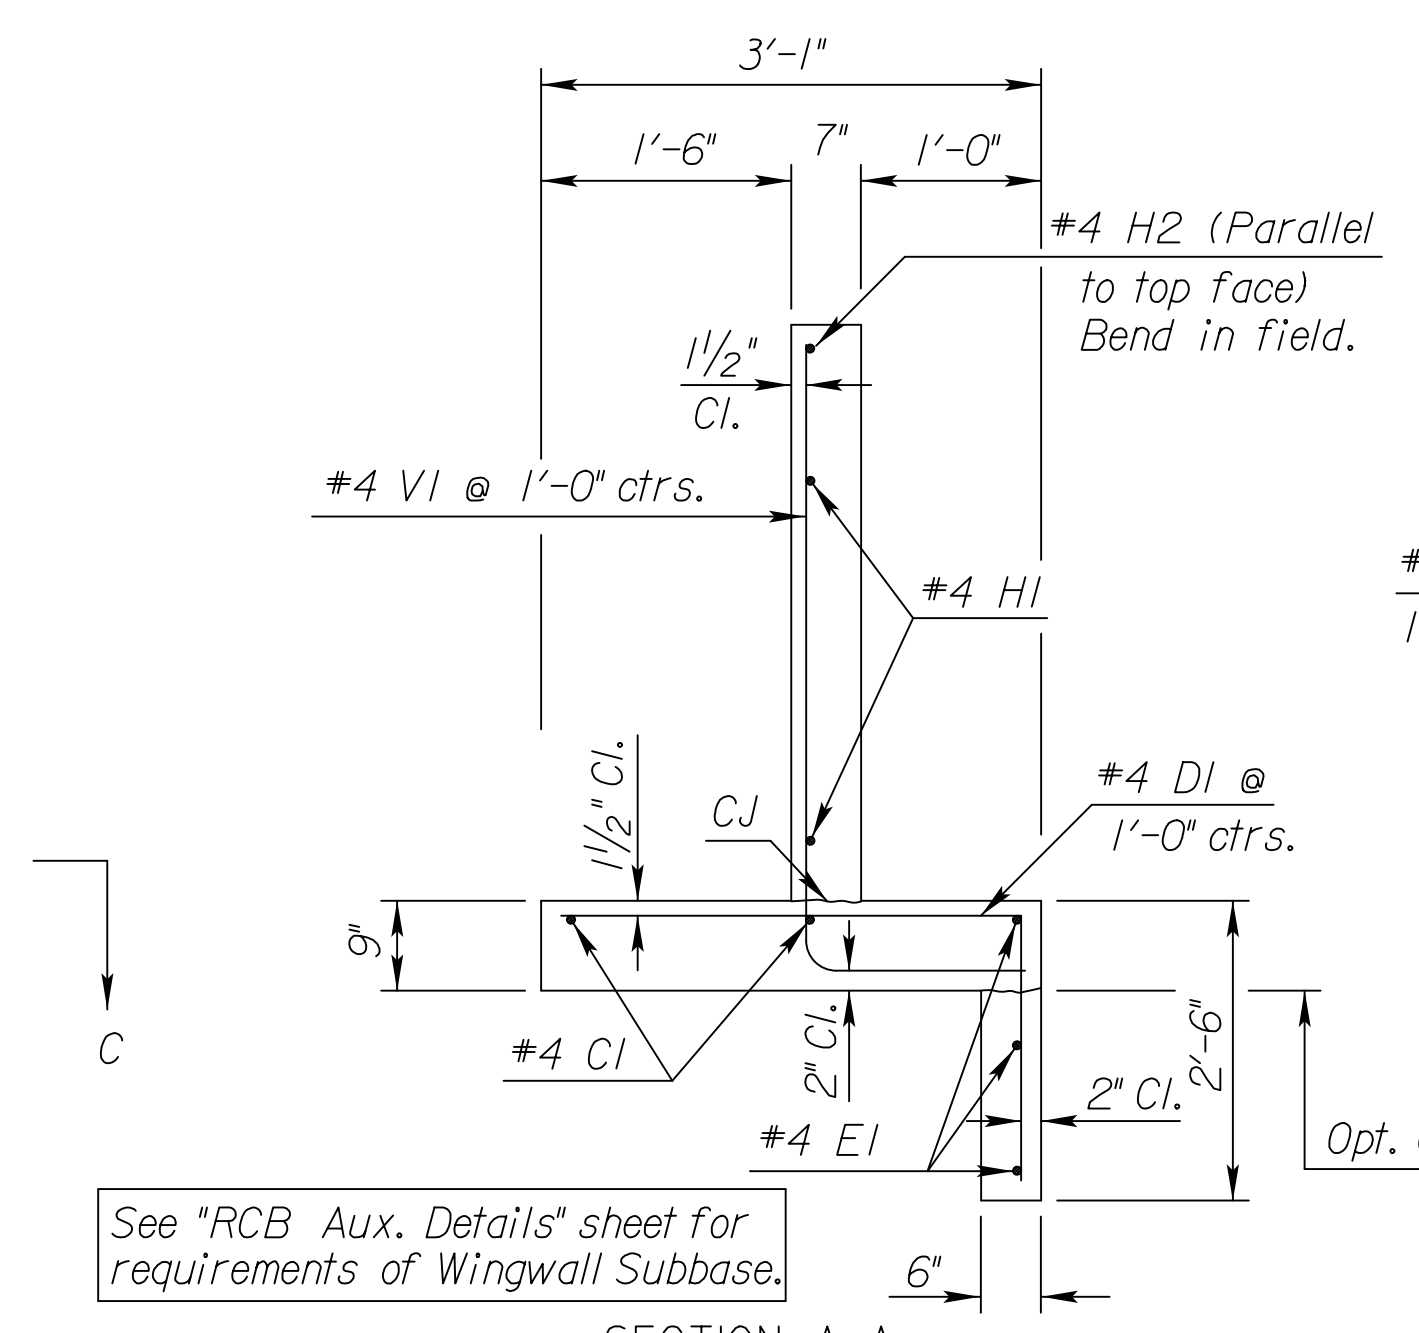 3'-1"
1'-6"
7"
1'-0"
#4 H2 (Parallel
to top face)
Bend in field.
1½"
Cl.
#4 V1 @ 1'-0" ctrs.
#4 H1
#
1
1½" Cl.
CJ
#4 D1 @
1'-0" ctrs.
9"
C
#4 C1
2" Cl.
2'-6"
2" Cl.
#4 E1
Opt.
See "RCB Aux. Details" sheet for
requirements of Wingwall Subbase.
6"
SECTION A-A